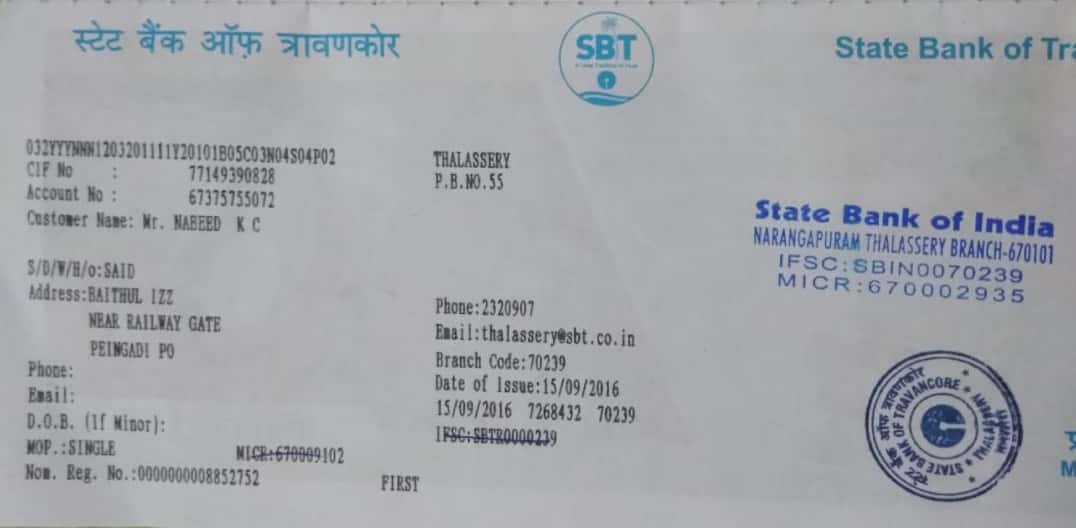 स्टेट बैंक ऑफ़ त्रावणकोर
SBT
State Bank of Tra
032YYYNNN1203201111Y20101B05C03N04S04P02
CIF No : 77149390828
Account No : 67375755072
Customer Name: Mr. NABEED K C
S/D/W/H/o:SAID
Address:BAITHUL IZZ
NEAR RAILWAY GATE
PEINGADI PO
Phone:
Email:
D.O.B. (If Minor):
MOP.:SINGLE MICR:670009102
Nom. Reg. No.:0000000008852752
FIRST
THALASSERY
P.B.NO.55
Phone:2320907
Email:thalassery@sbt.co.in
Branch Code:70239
Date of Issue:15/09/2016
15/09/2016 7268432 70239
IFSC:SBTR0000239
State Bank of India
NARANGAPURAM THALASSERY BRANCH-670101
IFSC:SBIN0070239
MICR:670002935
स्टेट बैंक ऑफ त्रावणकोर
STATE BANK OF TRAVANCORE
THALASSERY
प्र
M